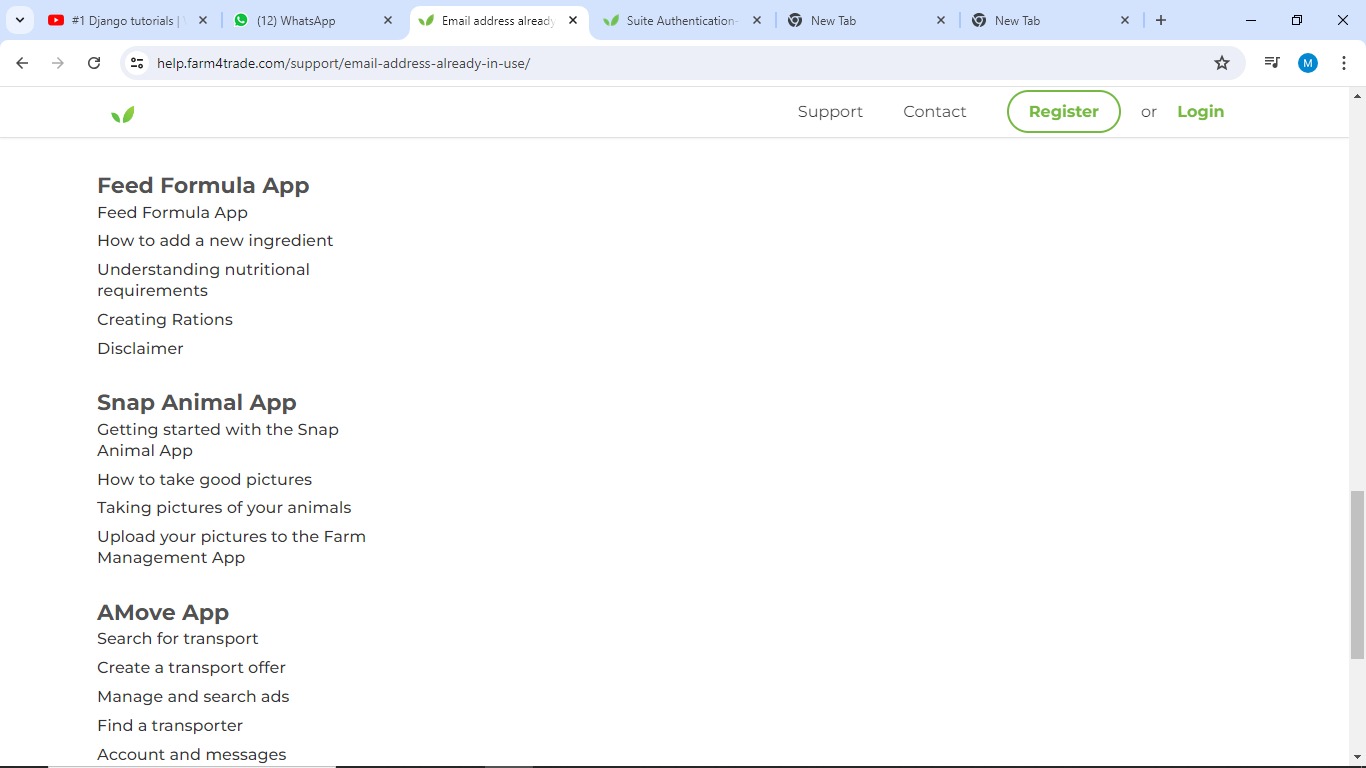 #1 Django tutorials |
(12) WhatsApp
Email address already
Suite Authentication-
New Tab
New Tab
help.farm4trade.com/support/email-address-already-in-use/
M
Support
Contact
Register
or
Login
Feed Formula App
Feed Formula App
How to add a new ingredient
Understanding nutritional
requirements
Creating Rations
Disclaimer
Snap Animal App
Getting started with the Snap
Animal App
How to take good pictures
Taking pictures of your animals
Upload your pictures to the Farm
Management App
AMove App
Search for transport
Create a transport offer
Manage and search ads
Find a transporter
Account and messages